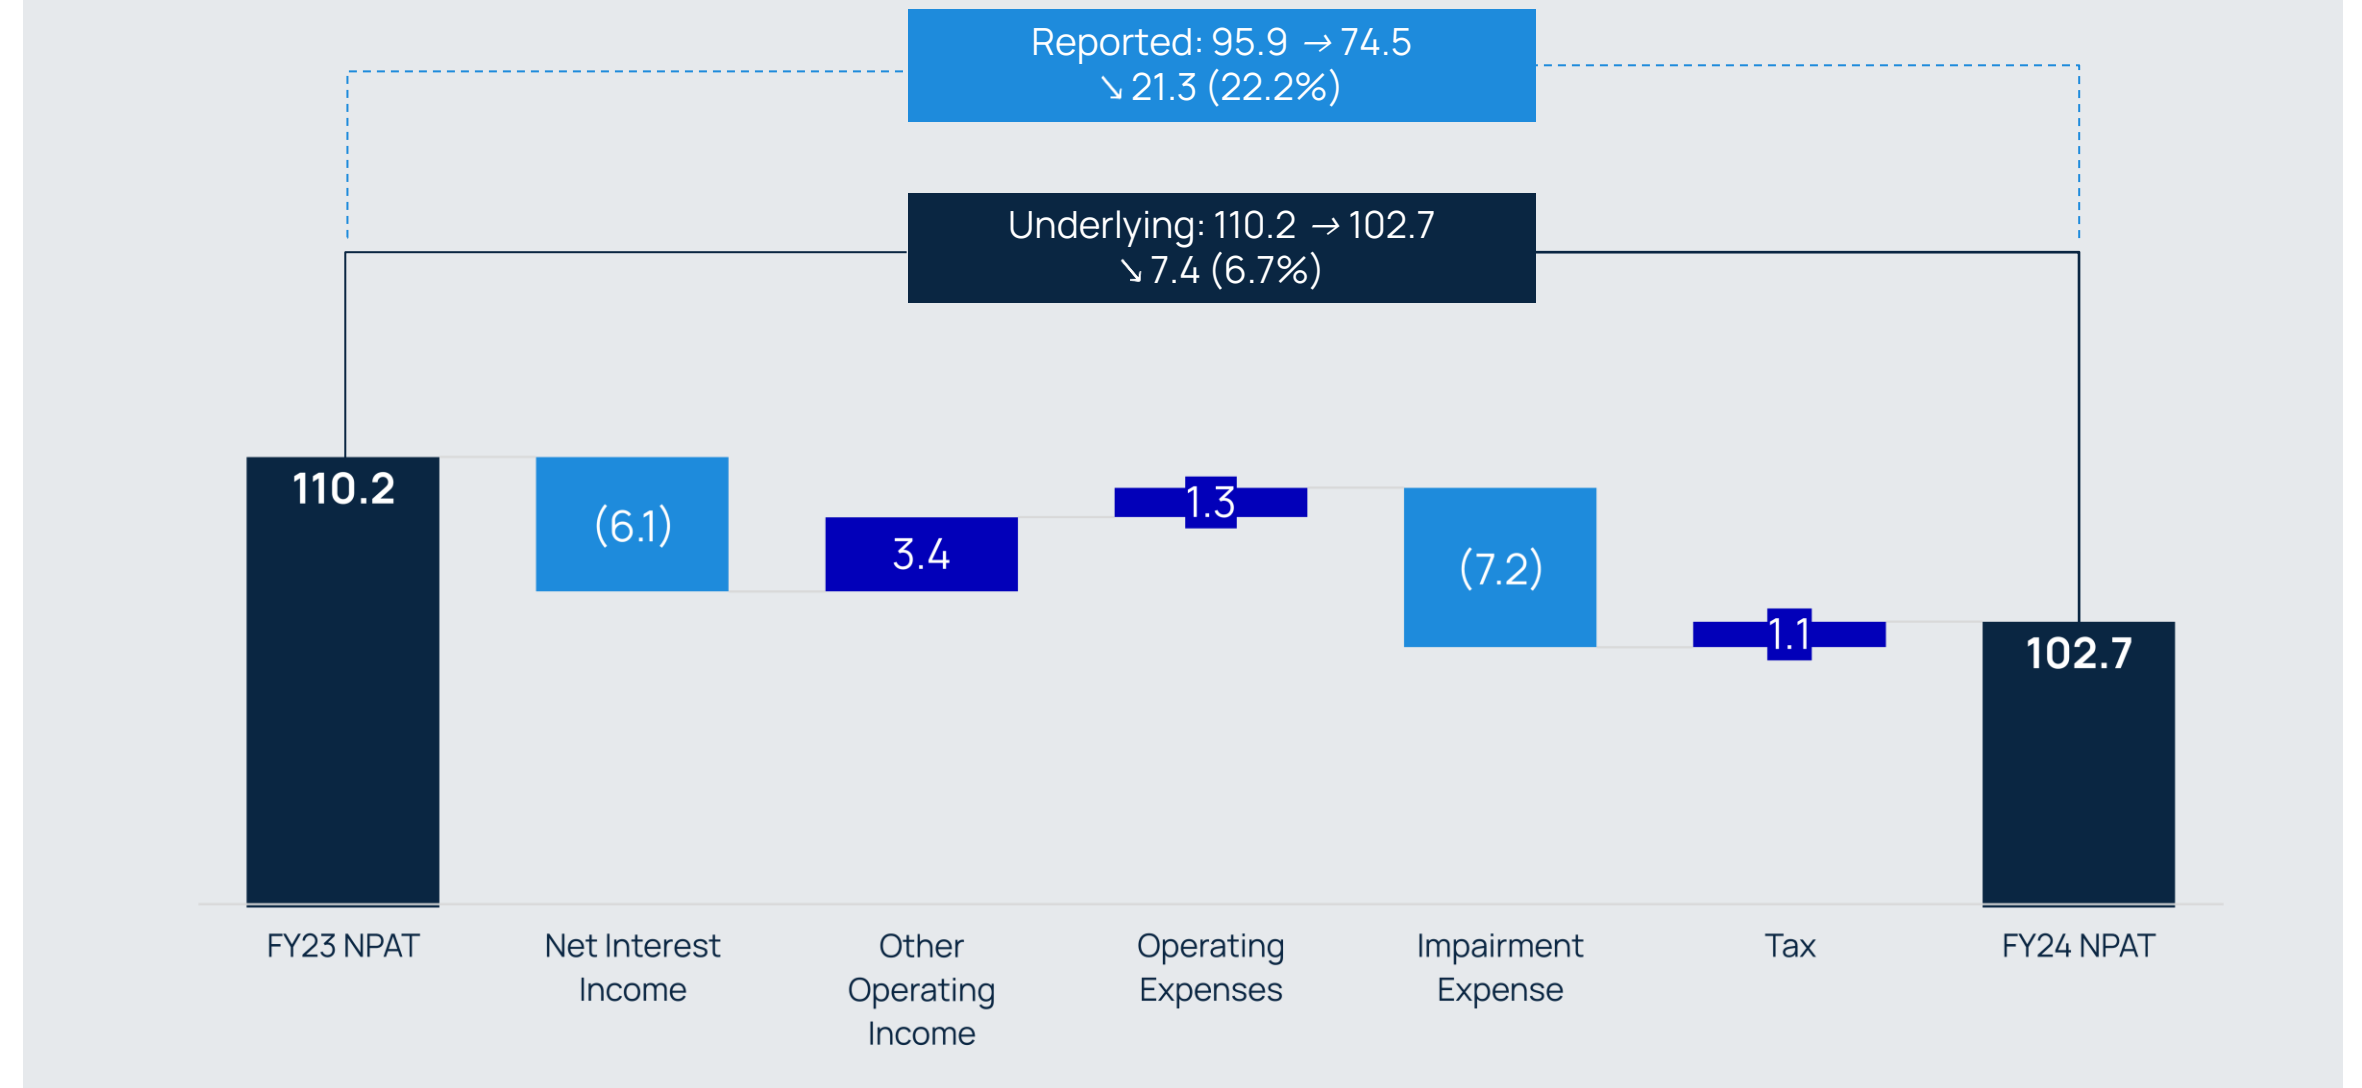 Reported: 95.9 → 74.5
↘ 21.3 (22.2%)
Underlying: 110.2 → 102.7
↘ 7.4 (6.7%)
110.2
(6.1)
3.4
1.3
(7.2)
1.1
102.7
FY23 NPAT
Net Interest
Income
Other
Operating
Income
Operating
Expenses
Impairment
Expense
Tax
FY24 NPAT